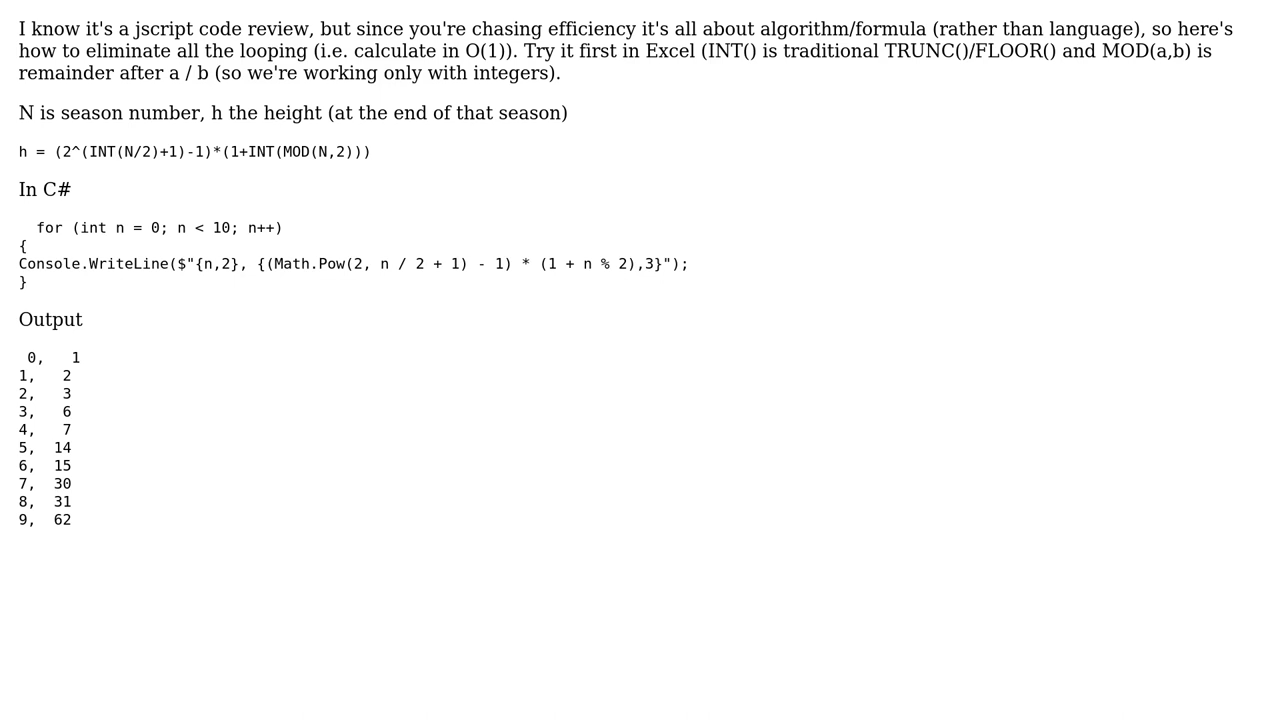 I know it's a jscript code review, but since you're chasing efficiency it's all about algorithm/formula (rather than language), so here's
how to eliminate all the looping (i.e. calculate in O(1)). Try it first in Excel (INT() is traditional TRUNC()/FLOOR() and MOD(a,b) is
remainder after a / b (so we're working only with integers).
N is season number, h the height (at the end of that season)
h = (2^(INT(N/2)+1)-1)*(1+INT(MOD(N,2)))
In C#
  for (int n = 0; n < 10; n++)
{
Console.WriteLine($"{n,2}, {(Math.Pow(2, n / 2 + 1) - 1) * (1 + n % 2),3}");
}
Output
 0,   1
1,   2
2,   3
3,   6
4,   7
5,  14
6,  15
7,  30
8,  31
9,  62